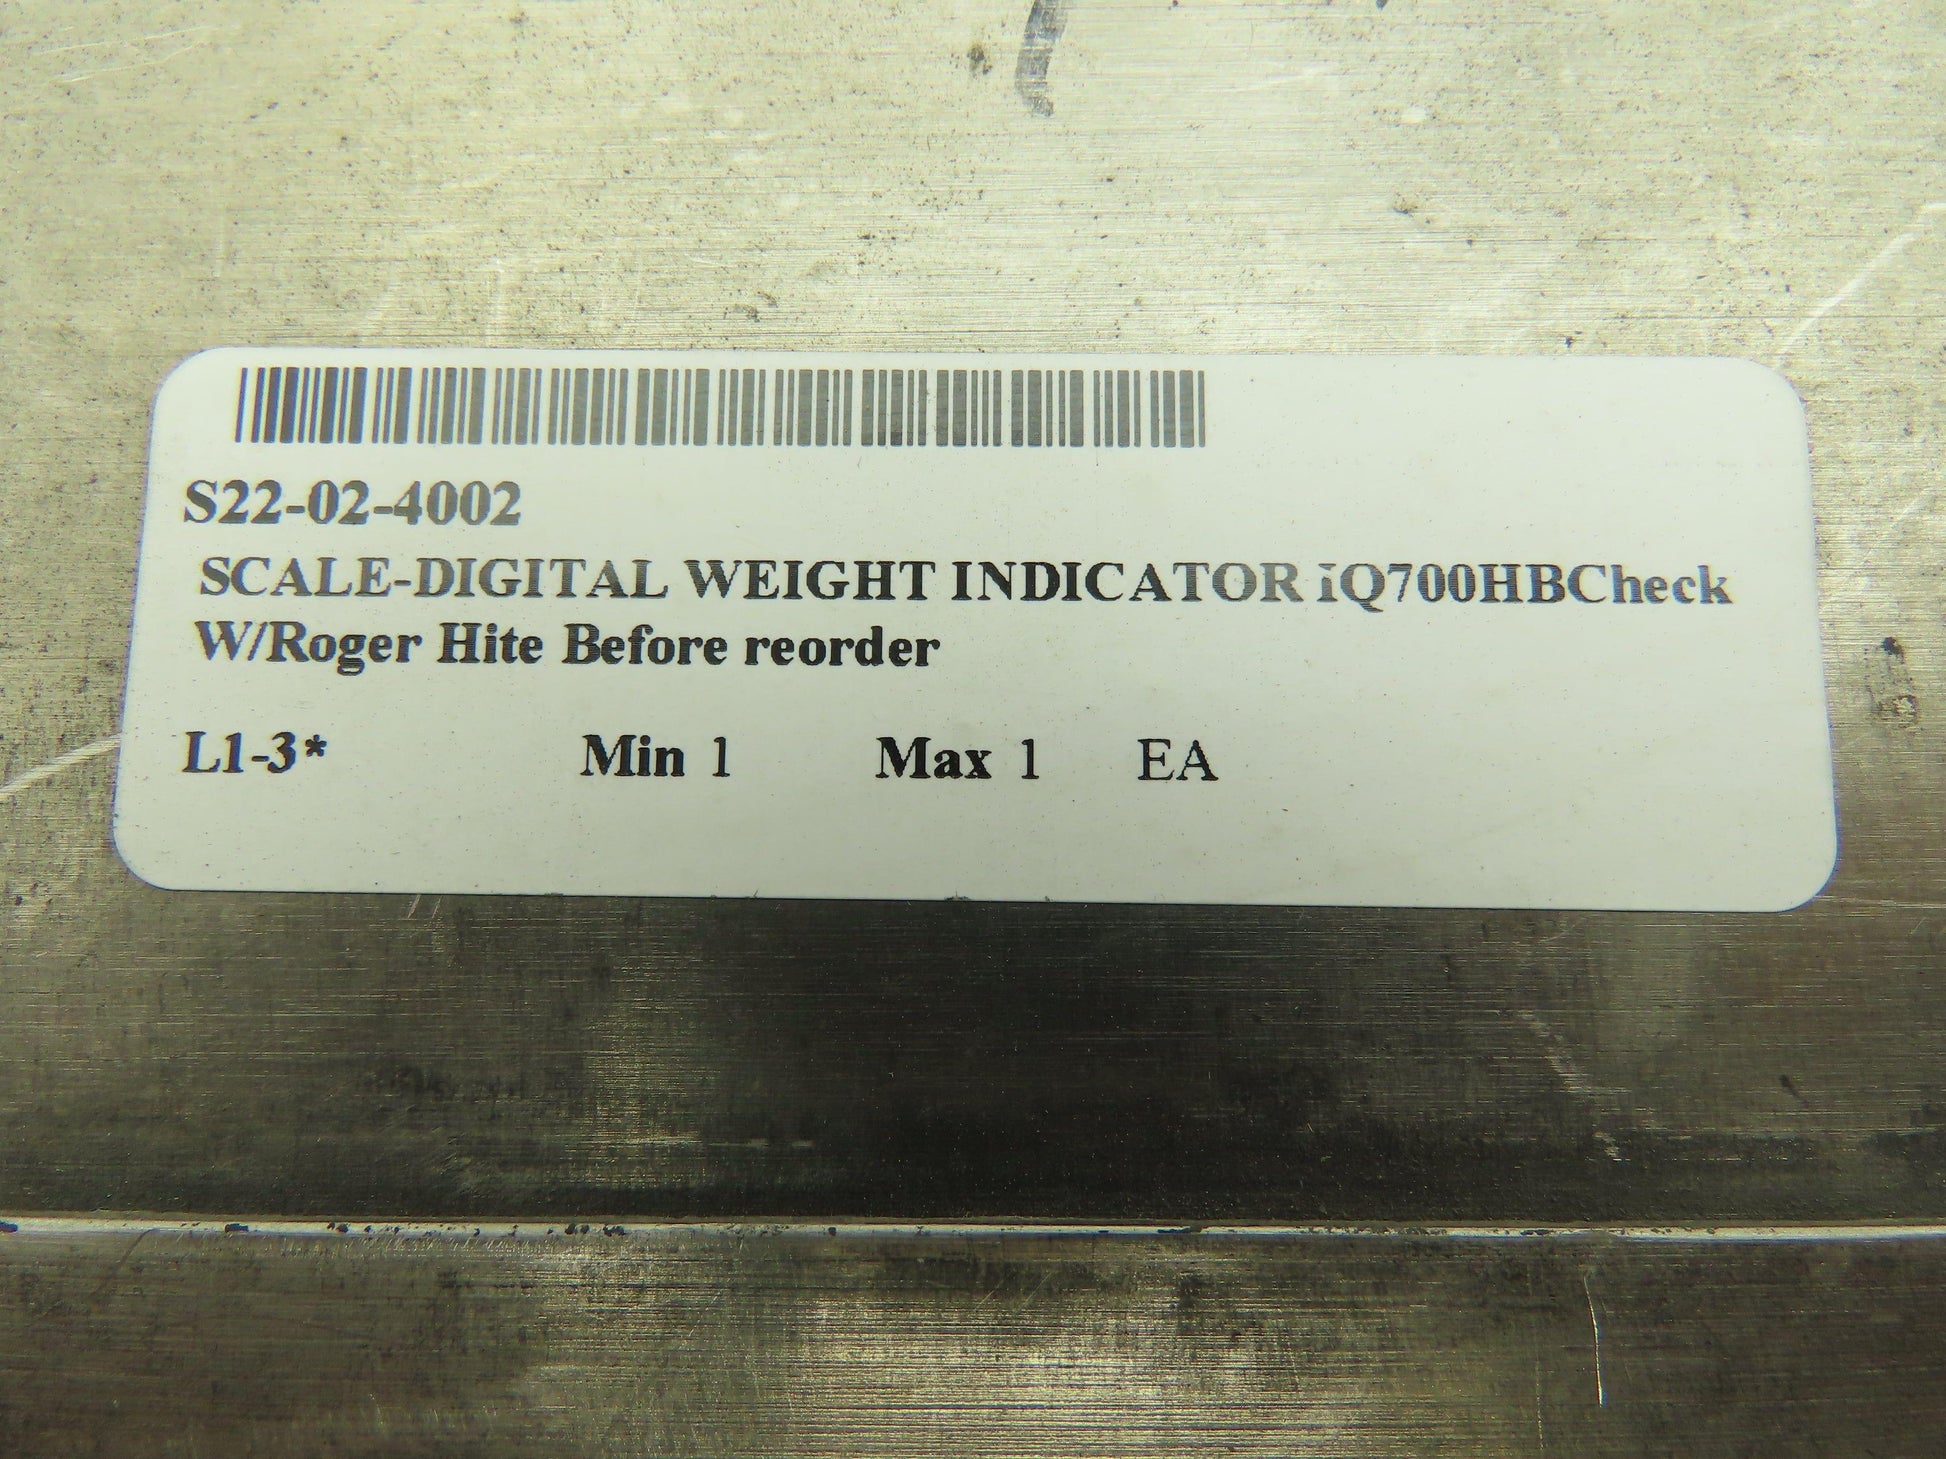 S22-02-4002
SCALE-DIGITAL WEIGHT INDICATOR iQ700HBCheck
W/Roger Hite Before reorder
L1-3* Min 1 Max 1 EA